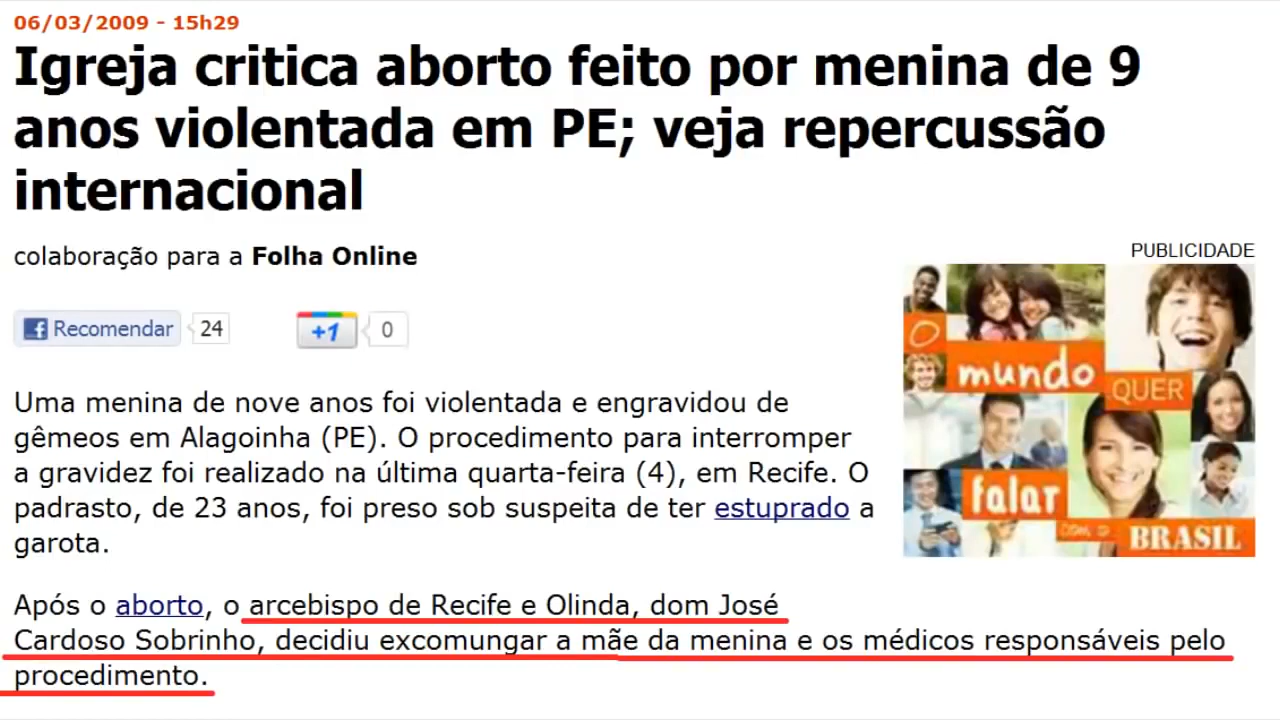 06/03/2009 - 15h29
Igreja critica aborto feito por menina de 9
anos violentada em PE; veja repercussão
internacional
colaboração para a Folha Online
PUBLICIDADE
Recomendar 24
+1 0
O
mundo
QUER
falar
COM O
BRASIL
Uma menina de nove anos foi violentada e engravidou de
gêmeos em Alagoinha (PE). O procedimento para interromper
a gravidez foi realizado na última quarta-feira (4), em Recife. O
padrasto, de 23 anos, foi preso sob suspeita de ter estuprado a
garota.
Após o aborto, o arcebispo de Recife e Olinda, dom José
Cardoso Sobrinho, decidiu excomungar a mãe da menina e os médicos responsáveis pelo
procedimento.